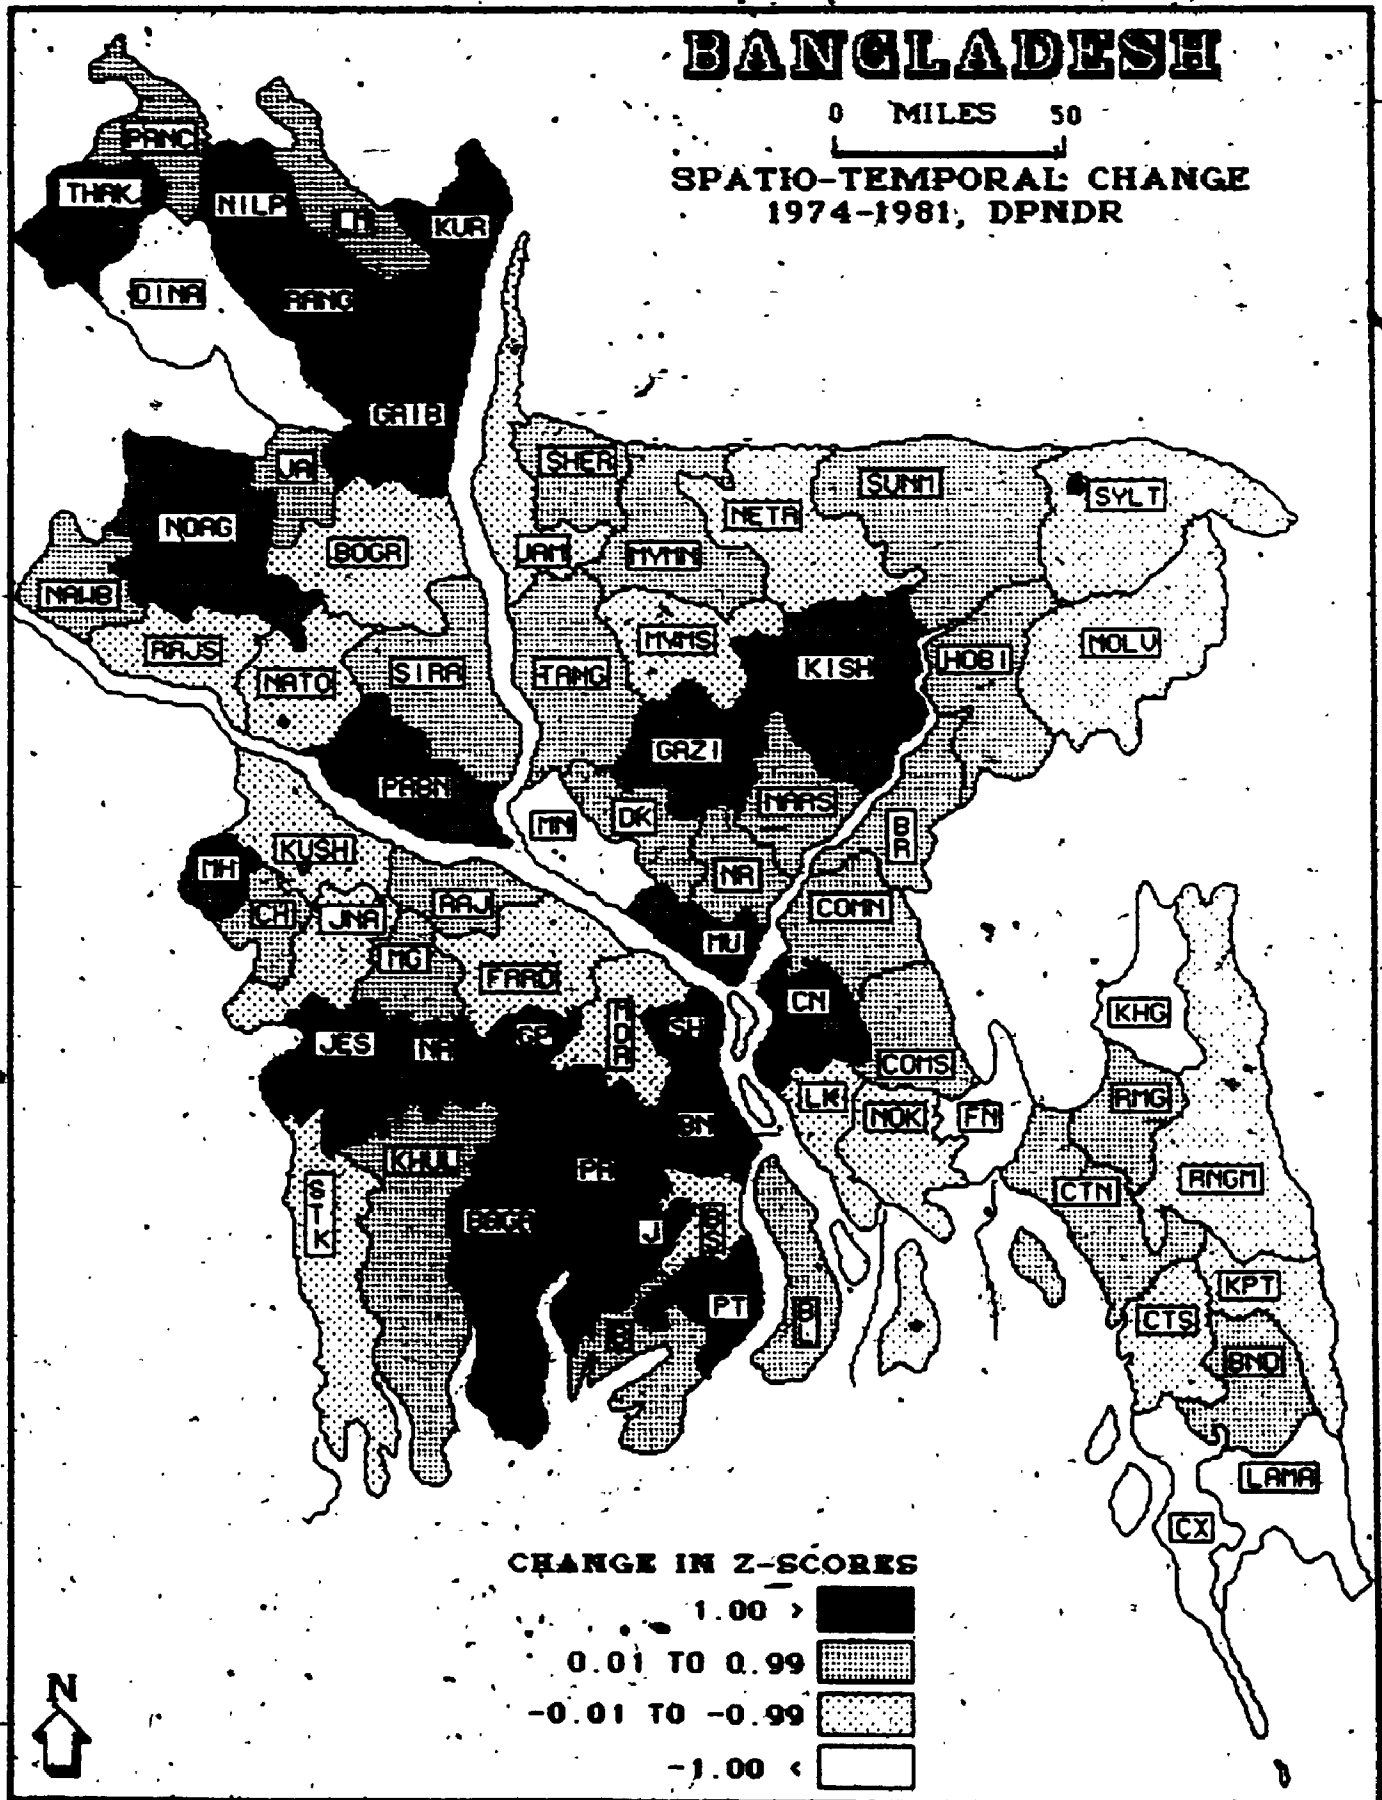 BANGLADESH
0 MILES 50
SPATIO-TEMPORAL CHANGE
1974-1981, DPNDR
PANC
THAK
NILP
LM
KUR
DINA
RANG
GAIB
JA
SHER
SUNM
SYLT
NOAG
NETR
BOGR
JAM
MYMN
NAWB
RAJS
MYMS
MOLV
HOBI
KISH
SIRA
TANG
NATO
GAZI
PABN
NARS
DK
MN
BR
KUSH
MH
NR
RAJ
COMN
CH
JNA
MU
MG
FARD
CN
KHG
MDR
SH
GP
JES
NA
COMS
LK
RMG
NOK
FN
BN
KHUL
PR
RNGM
CTN
STK
BAGR
J
BS
KPT
PT
BL
CTS
B
BND
LAMA
CX
CHANGE IN Z-SCORES
1.00 >
0.01 TO 0.99
-0.01 TO -0.99
-1.00 <
N